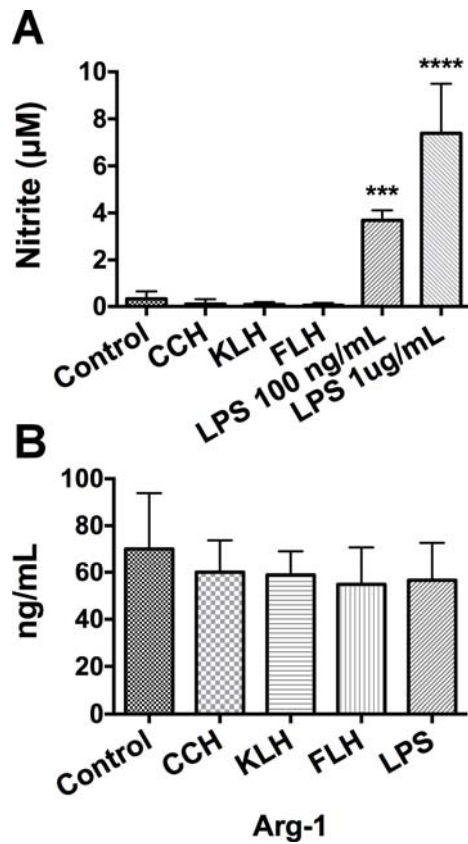 A
Nitrite (μM)
10
8
6
4
2
0
***
****
Control
CCH
KLH
FLH
LPS 100 ng/mL
LPS 1ug/mL
B
ng/mL
100
80
60
40
20
0
Control
CCH
KLH
FLH
LPS
Arg-1